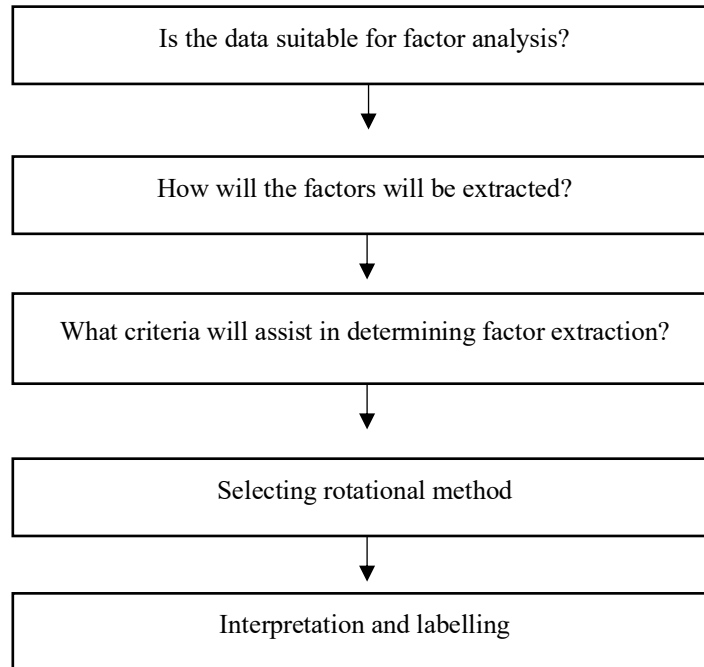 Is the data suitable for factor analysis?
How will the factors will be extracted?
What criteria will assist in determining factor extraction?
Selecting rotational method
Interpretation and labelling